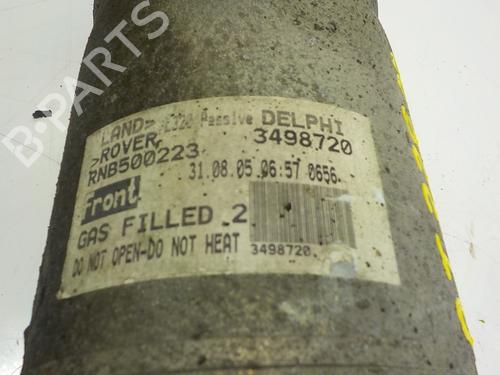 B-PARTS
LAND> L320 Passive DELPHI
>ROVER 3498720
RNB500223 31.08.05 06:57 0656
Front
GAS FILLED 2
DO NOT OPEN-DO NOT HEAT 3498720